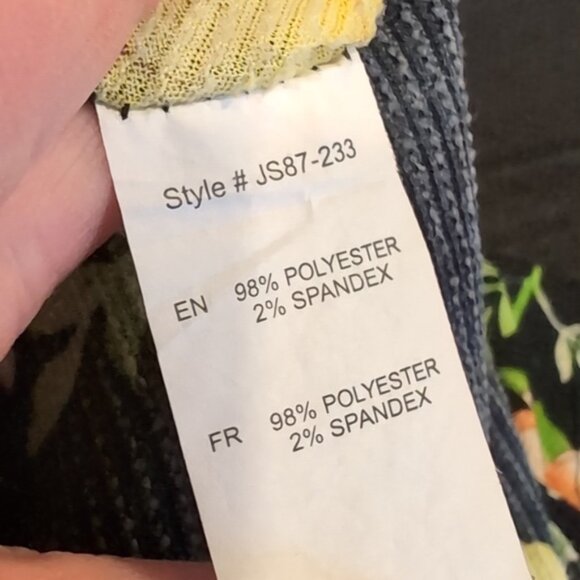 Style # JS87-233
EN 98% POLYESTER
2% SPANDEX
FR 98% POLYESTER
2% SPANDEX